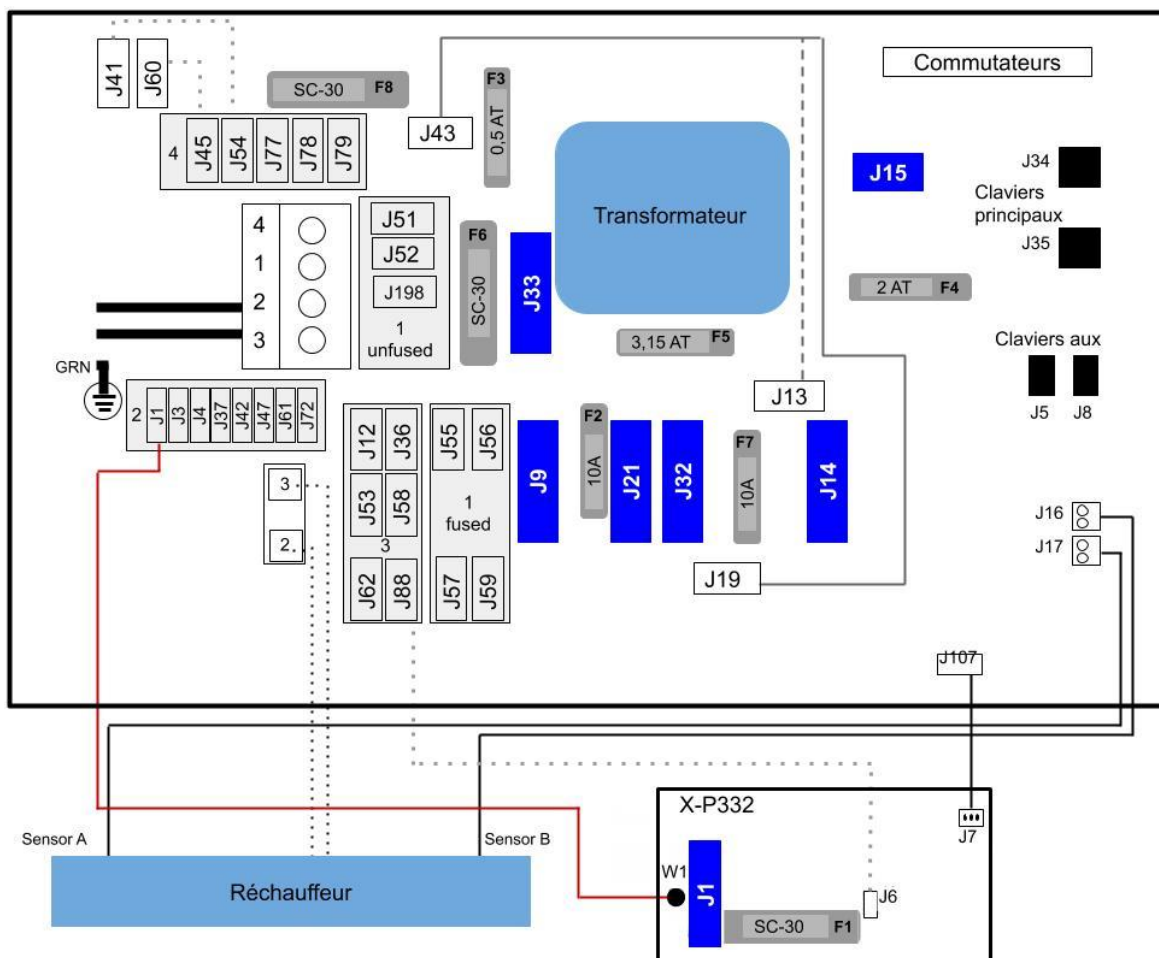 Commutateurs
J41
J60
SC-30 F8
F3
0,5 AT
J43
4
J45
J54
J77
J78
J79
Transformateur
J15
J34
Claviers
principaux
J35
4
1
2
3
J51
J52
J198
1
unfused
F6
SC-30
J33
2 AT F4
3,15 AT F5
GRN
Claviers aux
J5 J8
2
J1
J3
J4
J37
J42
J47
J61
J72
J13
J12
J36
J53
J58
3
J62
J88
J55
J56
1
fused
J57
J59
J9
F2
10A
J21
J32
F7
10A
J14
3
2
J16
J17
J19
J107
X-P332
J7
Sensor A
Sensor B
Réchauffeur
W1
J1
J6
SC-30 F1